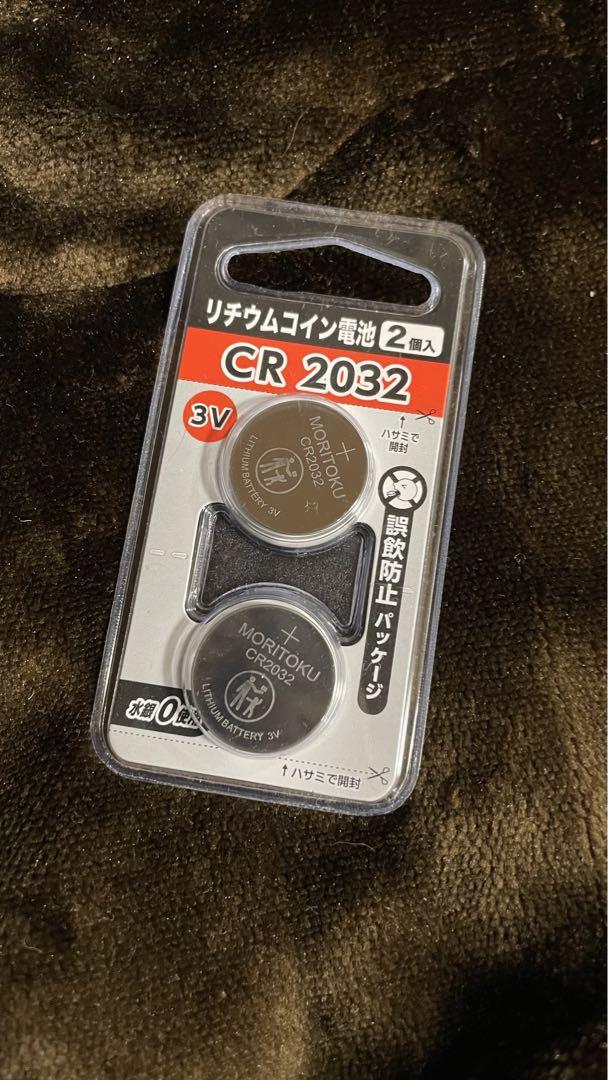 リチウムコイン電池 2個入
CR 2032
3V
ハサミで
開封
誤飲防止 パッケージ
+
MORITOKU
CR2032
LITHIUM BATTERY 3V
+
MORITOKU
CR2032
LITHIUM BATTERY 3V
水銀0使用
↑ハサミで開封